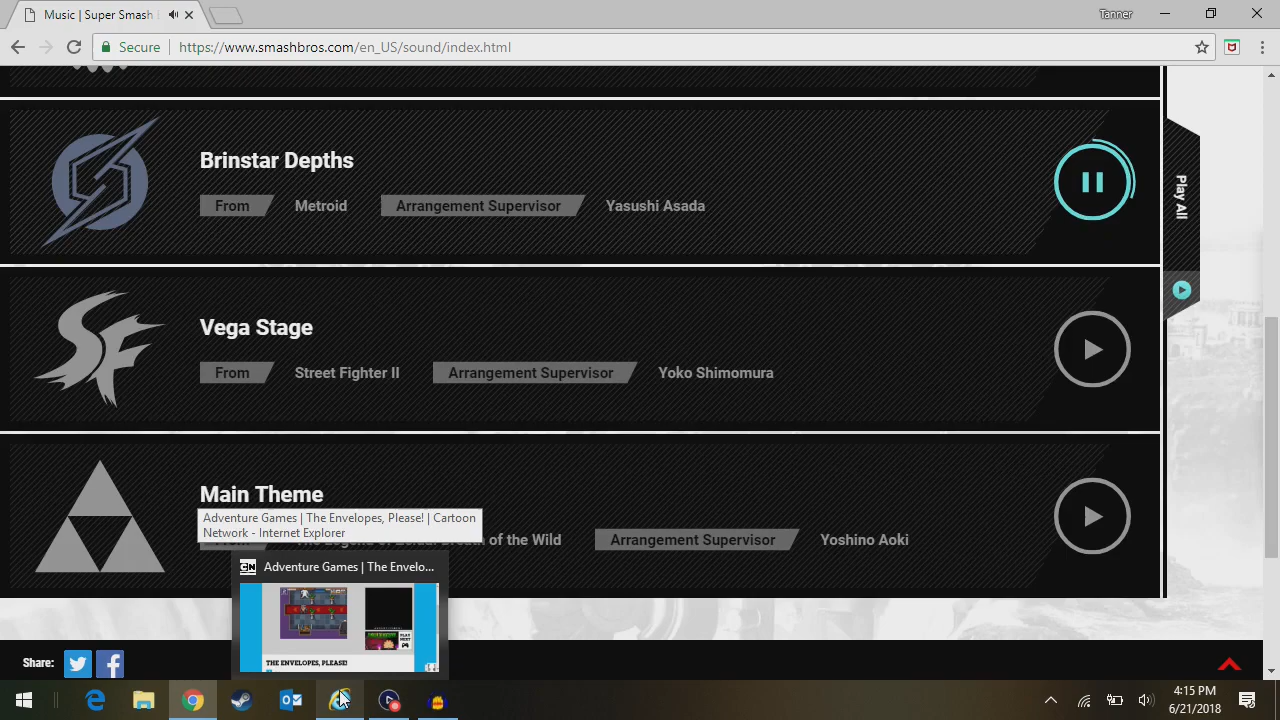 Music | Super Smash
Tanner
Secure https://www.smashbros.com/en_US/sound/index.html
Brinstar Depths
From Metroid Arrangement Supervisor Yasushi Asada
Play All
Vega Stage
From Street Fighter II Arrangement Supervisor Yoko Shimomura
Main Theme
Adventure Games | The Envelopes, Please! | Cartoon
Network - Internet Explorer
of the Wild Arrangement Supervisor Yoshino Aoki
CN Adventure Games | The Envelo...
THE ENVELOPES, PLEASE!
Share:
4:15 PM
6/21/2018